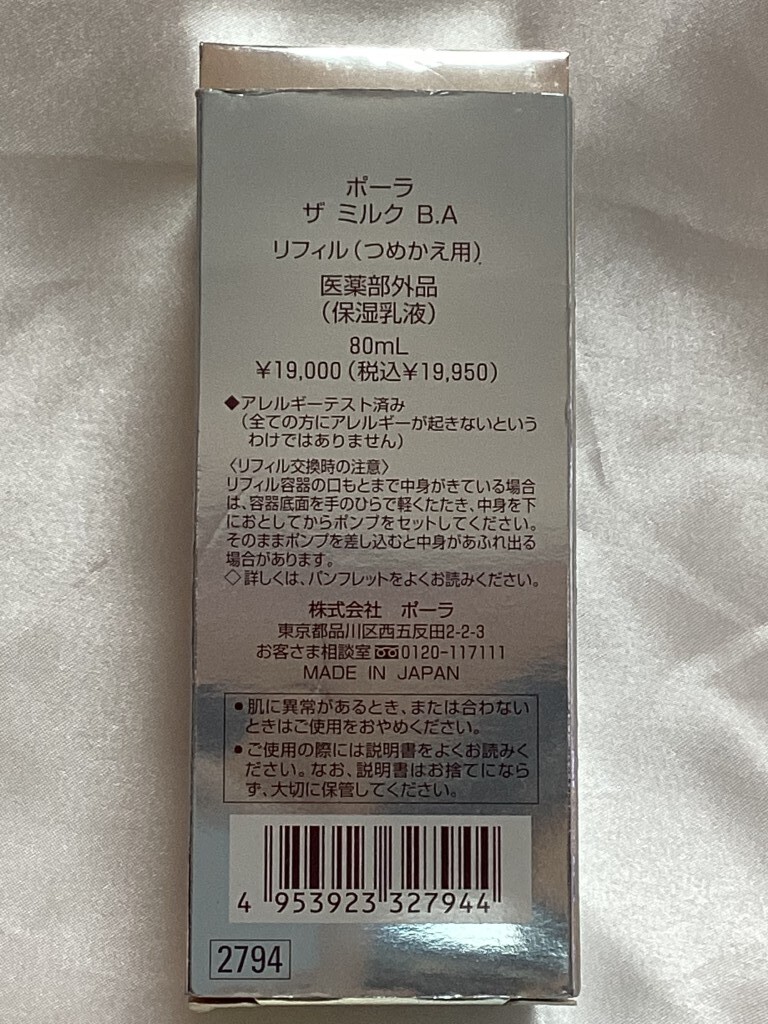 ポーラ
ザ ミルク B.A
リフィル(つめかえ用)
医薬部外品
(保湿乳液)
80mL
¥19,000(税込¥19,950)
◆アレルギーテスト済み
(全ての方にアレルギーが起きないという
わけではありません)
〈リフィル交換時の注意〉
リフィル容器の口もとまで中身がきている場合
は、容器底面を手のひらで軽くたたき、中身を下
におとしてからポンプをセットしてください。
そのままポンプを差し込むと中身があふれ出る
場合があります。
◇詳しくは、パンフレットをよくお読みください。
株式会社 ポーラ
東京都品川区西五反田2-2-3
お客さま相談室 0120-117111
MADE IN JAPAN
●肌に異常があるとき、または合わない
ときはご使用をおやめください。
●ご使用の際には説明書をよくお読みく
ださい。なお、説明書はお捨てになら
ず、大切に保管してください。
4 953923 327944
2794